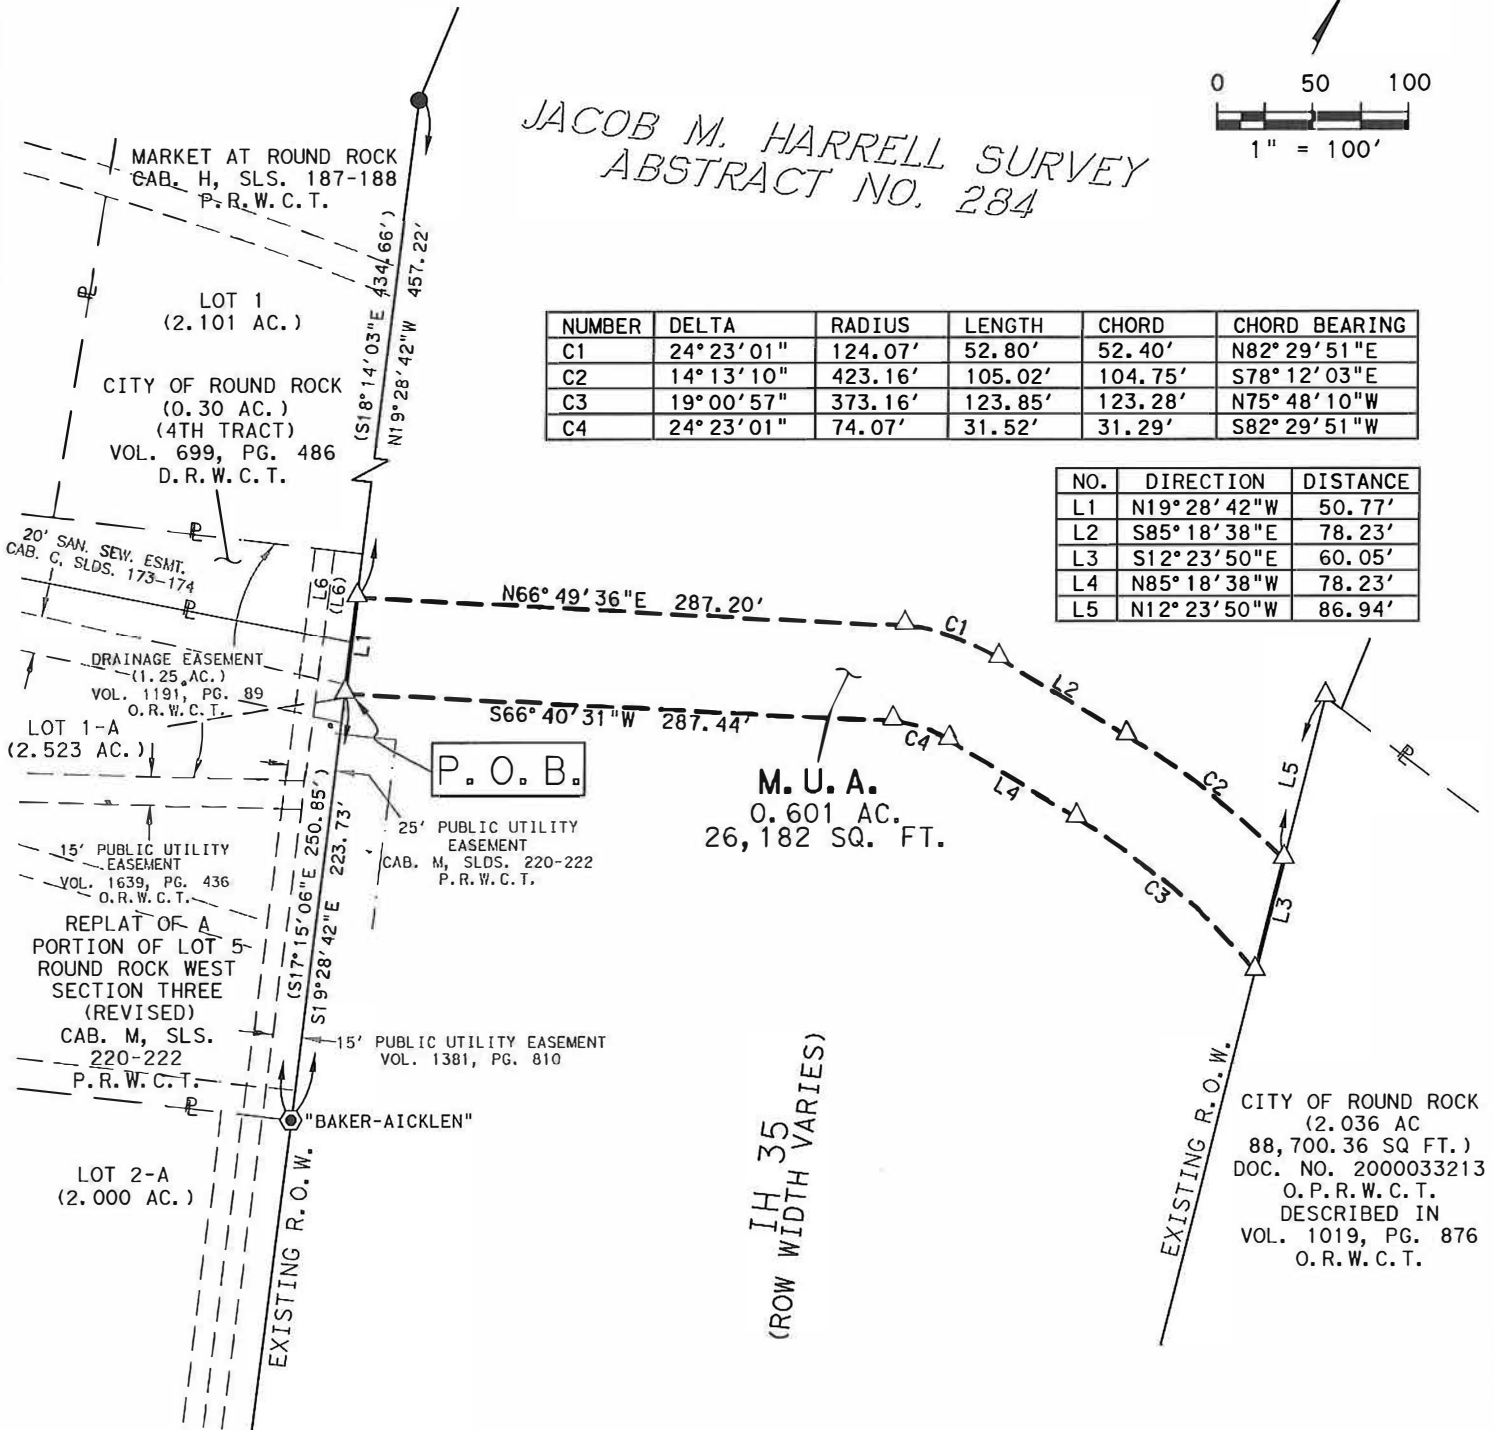 0 50 100
1" = 100'
JACOB M. HARRELL SURVEY
ABSTRACT NO. 284
MARKET AT ROUND ROCK
CAB. H, SLS. 187-188
P.R.W.C.T.
(S18°14'03"E 434.66')
N19°28'42"W 457.22'
LOT 1
(2.101 AC.)
CITY OF ROUND ROCK
(0.30 AC.)
(4TH TRACT)
VOL. 699, PG. 486
D.R.W.C.T.
NUMBER DELTA RADIUS LENGTH CHORD CHORD BEARING
C1 24°23'01" 124.07' 52.80' 52.40' N82°29'51"E
C2 14°13'10" 423.16' 105.02' 104.75' S78°12'03"E
C3 19°00'57" 373.16' 123.85' 123.28' N75°48'10"W
C4 24°23'01" 74.07' 31.52' 31.29' S82°29'51"W
NO. DIRECTION DISTANCE
L1 N19°28'42"W 50.77'
L2 S85°18'38"E 78.23'
L3 S12°23'50"E 60.05'
L4 N85°18'38"W 78.23'
L5 N12°23'50"W 86.94'
PL
PL
20' SAN. SEW. ESMT.
CAB. C, SLDS. 173-174
PL
L6
(L6)
L1
N66°49'36"E 287.20'
C1
L2
C2
L5
PL
DRAINAGE EASEMENT
(1.25 AC.)
VOL. 1191, PG. 89
O.R.W.C.T.
LOT 1-A
(2.523 AC.)
S66°40'31"W 287.44'
C4
L4
C3
L3
P.O.B.
M.U.A.
0.601 AC.
26,182 SQ. FT.
25' PUBLIC UTILITY
EASEMENT
CAB. M, SLDS. 220-222
P.R.W.C.T.
15' PUBLIC UTILITY
EASEMENT
VOL. 1639, PG. 436
O.R.W.C.T.
(S17°15'06"E 250.85')
S19°28'42"E 223.73'
REPLAT OF A
PORTION OF LOT 5
ROUND ROCK WEST
SECTION THREE
(REVISED)
CAB. M, SLS.
220-222
P.R.W.C.T.
PL
15' PUBLIC UTILITY EASEMENT
VOL. 1381, PG. 810
"BAKER-AICKLEN"
LOT 2-A
(2.000 AC.)
EXISTING R.O.W.
IH 35
(ROW WIDTH VARIES)
EXISTING R.O.W.
CITY OF ROUND ROCK
(2.036 AC
88,700.36 SQ FT.)
DOC. NO. 2000033213
O.P.R.W.C.T.
DESCRIBED IN
VOL. 1019, PG. 876
O.R.W.C.T.